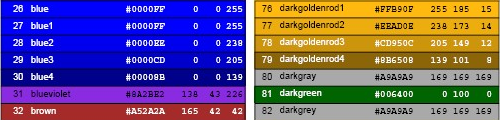 26 blue #0000FF 0 0 255
27 blue1 #0000FF 0 0 255
28 blue2 #0000EE 0 0 238
29 blue3 #0000CD 0 0 205
30 blue4 #00008B 0 0 139
31 blueviolet #8A2BE2 138 43 226
32 brown #A52A2A 165 42 42
76 darkgoldenrod1 #FFB90F 255 185 15
77 darkgoldenrod2 #EEAD0E 238 173 14
78 darkgoldenrod3 #CD950C 205 149 12
79 darkgoldenrod4 #8B6508 139 101 8
80 darkgray #A9A9A9 169 169 169
81 darkgreen #006400 0 100 0
82 darkgrey #A9A9A9 169 169 169